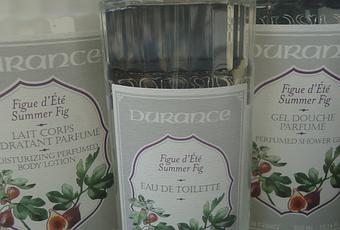 DURANCE
Figue d'Été
Summer Fig
LAIT CORPS
HYDRATANT PARFUMÉ
MOISTURIZING PERFUMED
BODY LOTION
DURANCE
Figue d'Été
Summer Fig
EAU DE TOILETTE
DURANCE
Figue d'Été
Summer Fig
GEL DOUCHE
PARFUMÉ
PERFUMED SHOWER GEL